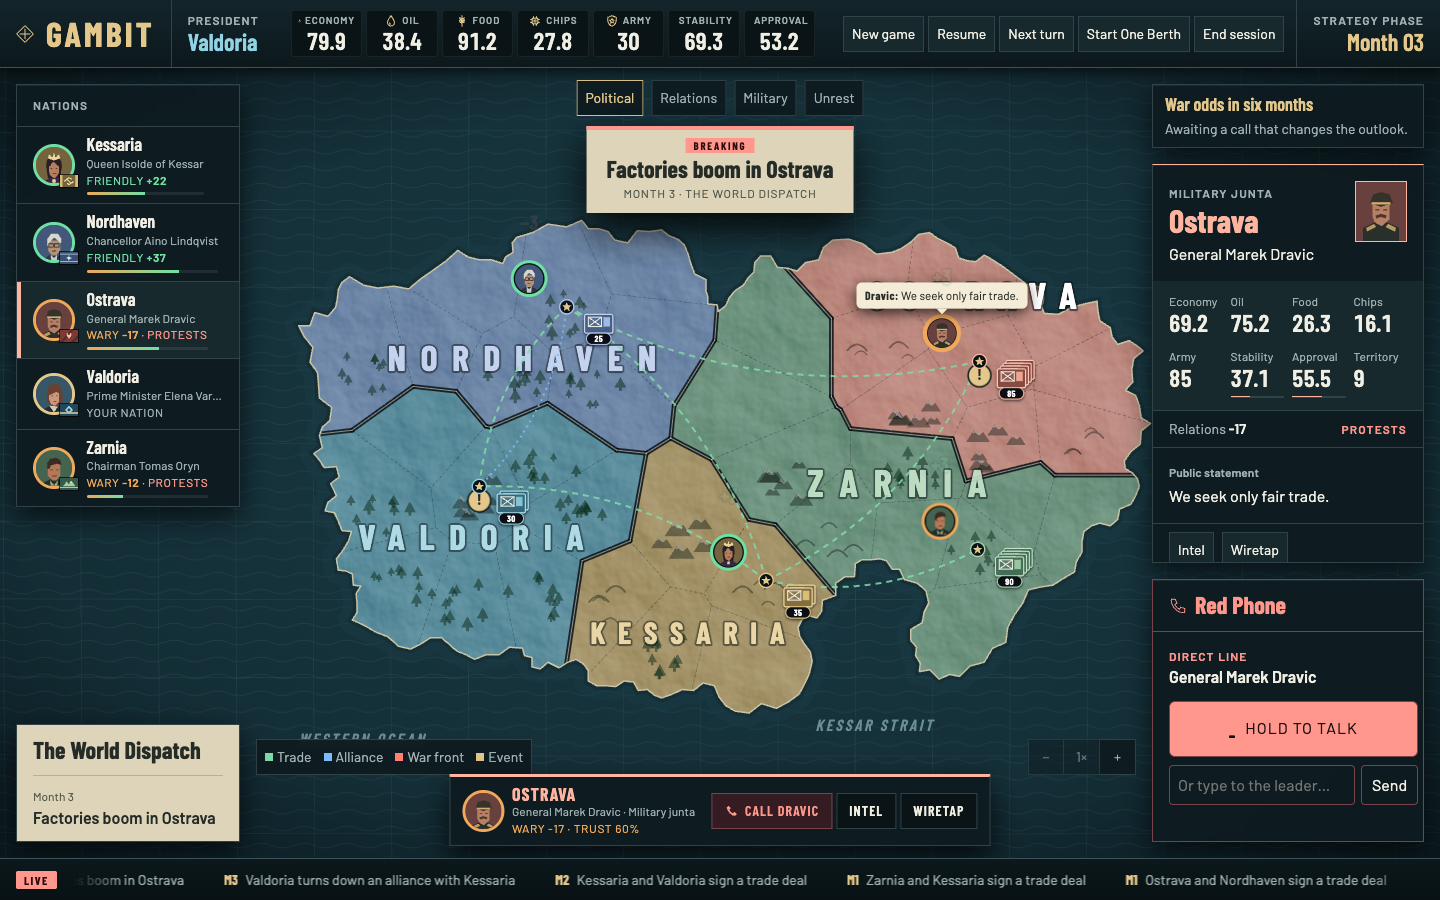 GAMBIT
PRESIDENT
Valdoria
ECONOMY
79.9
OIL
38.4
FOOD
91.2
CHIPS
27.8
ARMY
30
STABILITY
69.3
APPROVAL
53.2
New game
Resume
Next turn
Start One Berth
End session
STRATEGY PHASE
Month 03
NATIONS
Kessaria
Queen Isolde of Kessar
FRIENDLY +22
Nordhaven
Chancellor Aino Lindqvist
FRIENDLY +37
Ostrava
General Marek Dravic
WARY -17 · PROTESTS
Valdoria
Prime Minister Elena Var...
YOUR NATION
Zarnia
Chairman Tomas Oryn
WARY -12 · PROTESTS
Political
Relations
Military
Unrest
BREAKING
Factories boom in Ostrava
MONTH 3 · THE WORLD DISPATCH
Dravic: We seek only fair trade.
VA
NORDHAVEN
25
85
ZARNIA
VALDORIA
30
90
KESSARIA
35
KESSAR STRAIT
WESTERN OCEAN
Trade
Alliance
War front
Event
−
1×
+
The World Dispatch
Month 3
Factories boom in Ostrava
OSTRAVA
General Marek Dravic · Military junta
WARY -17 · TRUST 60%
CALL DRAVIC
INTEL
WIRETAP
War odds in six months
Awaiting a call that changes the outlook.
MILITARY JUNTA
Ostrava
General Marek Dravic
Economy
69.2
Oil
75.2
Food
26.3
Chips
16.1
Army
85
Stability
37.1
Approval
55.5
Territory
9
Relations -17
PROTESTS
Public statement
We seek only fair trade.
Intel
Wiretap
Red Phone
DIRECT LINE
General Marek Dravic
HOLD TO TALK
Or type to the leader...
Send
LIVE
s boom in Ostrava
M3 Valdoria turns down an alliance with Kessaria
M2 Kessaria and Valdoria sign a trade deal
M1 Zarnia and Kessaria sign a trade deal
M1 Ostrava and Nordhaven sign a trade deal